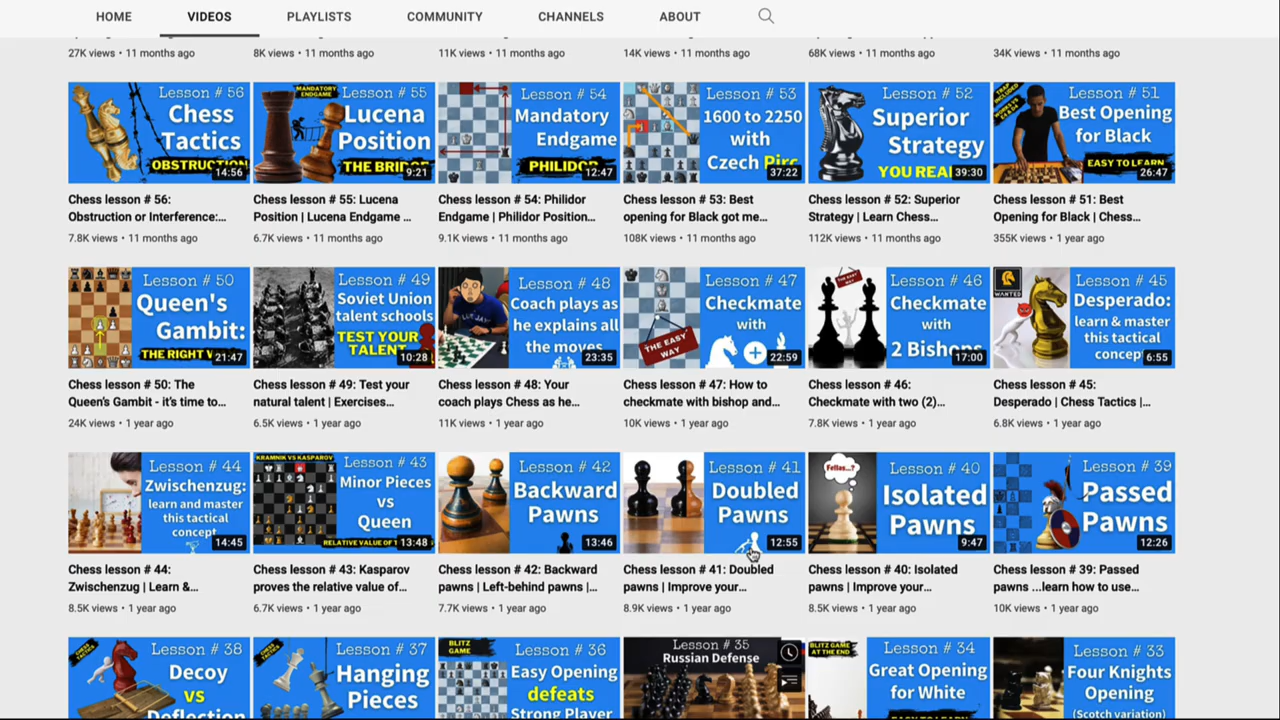 HOME VIDEOS PLAYLISTS COMMUNITY CHANNELS ABOUT
27K views • 11 months ago
8K views • 11 months ago
11K views • 11 months ago
14K views • 11 months ago
68K views • 11 months ago
34K views • 11 months ago
Lesson # 56
Chess
Tactics
OBSTRUCTION
14:56
Chess lesson # 56:
Obstruction or Interference:...
7.8K views • 11 months ago
MANDATORY
ENDGAME
Lesson # 55
Lucena
Position
THE BRIDGE
9:21
Chess lesson # 55: Lucena
Position | Lucena Endgame ...
6.7K views • 11 months ago
Lesson # 54
Mandatory
Endgame
PHILIDOR
12:47
Chess lesson # 54: Philidor
Endgame | Philidor Position...
9.1K views • 11 months ago
Lesson # 53
1600 to 2250
with
Czech Pirc
37:22
Chess lesson # 53: Best
opening for Black got me...
108K views • 11 months ago
Lesson # 52
Superior
Strategy
YOU REA
39:30
Chess lesson # 52: Superior
Strategy | Learn Chess...
112K views • 11 months ago
Lesson # 51
Best Opening
for Black
EASY TO LEARN
26:47
Chess lesson # 51: Best
Opening for Black | Chess...
355K views • 1 year ago
Lesson # 50
Queen's
Gambit:
THE RIGHT W
21:47
Chess lesson # 50: The
Queen's Gambit - it's time to...
24K views • 1 year ago
Lesson # 49
Soviet Union
talent schools
TEST YOUR
TALENT
10:28
Chess lesson # 49: Test your
natural talent | Exercises...
6.5K views • 1 year ago
Lesson # 48
Coach plays as
he explains all
the moves
23:35
Chess lesson # 48: Your
coach plays Chess as he...
11K views • 1 year ago
Lesson # 47
Checkmate
with
THE EASY
WAY
22:59
Chess lesson # 47: How to
checkmate with bishop and...
10K views • 1 year ago
THE EASY
WAY
Lesson # 46
Checkmate
with
2 Bishops
17:00
Chess lesson # 46:
Checkmate with two (2)...
7.8K views • 1 year ago
WANTED
Lesson # 45
Desperado:
learn & master
this tactical
concep
6:55
Chess lesson # 45:
Desperado | Chess Tactics |...
6.8K views • 1 year ago
Lesson # 44
Zwischenzug:
learn and master
this tactical
concept
14:45
Chess lesson # 44:
Zwischenzug | Learn &...
8.5K views • 1 year ago
KRAMNIK VS KASPAROV
Lesson # 43
Minor Pieces
vs
Queen
RELATIVE VALUE OF
13:48
Chess lesson # 43: Kasparov
proves the relative value of...
6.7K views • 1 year ago
Lesson # 42
Backward
Pawns
13:46
Chess lesson # 42: Backward
pawns | Left-behind pawns |...
7.7K views • 1 year ago
Lesson # 41
Doubled
Pawns
12:55
Chess lesson # 41: Doubled
pawns | Improve your...
8.9K views • 1 year ago
Fellas...?
Lesson # 40
Isolated
Pawns
9:47
Chess lesson # 40: Isolated
pawns | Improve your...
8.5K views • 1 year ago
Lesson # 39
Passed
Pawns
12:26
Chess lesson # 39: Passed
pawns ...learn how to use...
10K views • 1 year ago
CHESS
TACTICS
Lesson # 38
Decoy
vs
Deflection
CHESS
TACTICS
Lesson # 37
Hanging
Pieces
BLITZ
GAME
Lesson # 36
Easy Opening
defeats
Strong Player
Lesson # 35
Russian Defense
BLITZ GAME
AT THE END
Lesson # 34
Great Opening
for White
EASY TO LEARN
Lesson # 33
Four Knights
Opening
(Scotch variation)